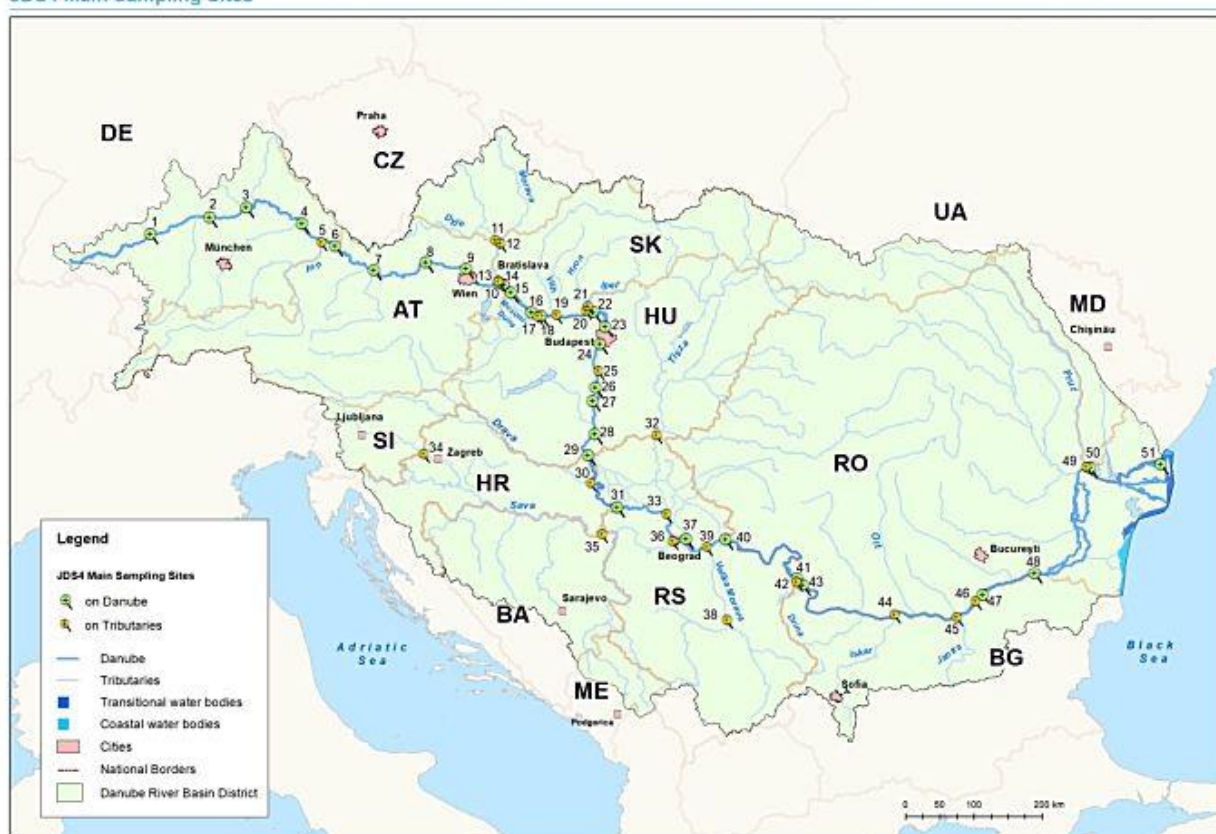 JDS4 Main Sampling Sites
DE
Praha
CZ
UA
3
2
1
4
5
6
München
Inn
7
8
9
Dyje
Morava
11
12
SK
Bratislava
13
14
Wien
10
15
16
17
18
19
Hron
Ipel
21
22
20
23
HU
AT
Budapest
24
25
26
27
28
29
Tisza
MD
Chişinău
Prut
Ljubljana
SI
34
Zagreb
Drava
32
30
HR
RO
49
50
51
Sava
31
33
35
36
37
39
40
Beograd
Olt
Bucureşti
48
41
42
43
Velika Morava
RS
38
44
46
47
45
BA
Sarajevo
Adriatic
Sea
Iskar
Jantra
BG
Black
Sea
Sofia
ME
Podgorica
Legend
JDS4 Main Sampling Sites
on Danube
on Tributaries
Danube
Tributaries
Transitional water bodies
Coastal water bodies
Cities
National Borders
Danube River Basin District
0 50 100 200 km